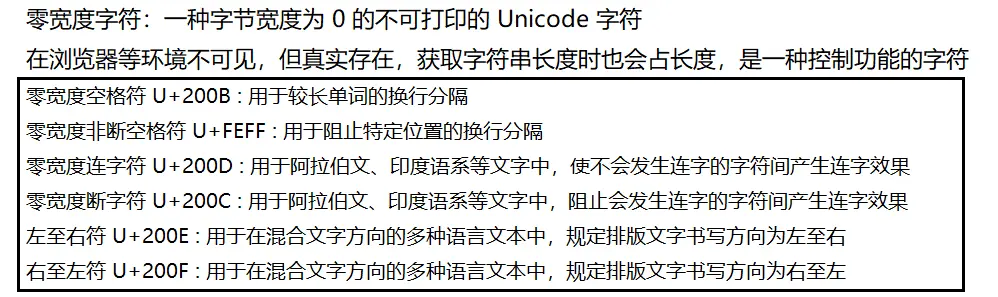 零宽度字符：一种字节宽度为 0 的不可打印的 Unicode 字符
在浏览器等环境不可见，但真实存在，获取字符串长度时也会占长度，是一种控制功能的字符
零宽度空格符 U+200B : 用于较长单词的换行分隔
零宽度非断空格符 U+FEFF : 用于阻止特定位置的换行分隔
零宽度连字符 U+200D : 用于阿拉伯文、印度语系等文字中，使不会发生连字的字符间产生连字效果
零宽度断字符 U+200C : 用于阿拉伯文、印度语系等文字中，阻止会发生连字的字符间产生连字效果
左至右符 U+200E : 用于在混合文字方向的多种语言文本中，规定排版文字书写方向为左至右
右至左符 U+200F : 用于在混合文字方向的多种语言文本中，规定排版文字书写方向为右至左